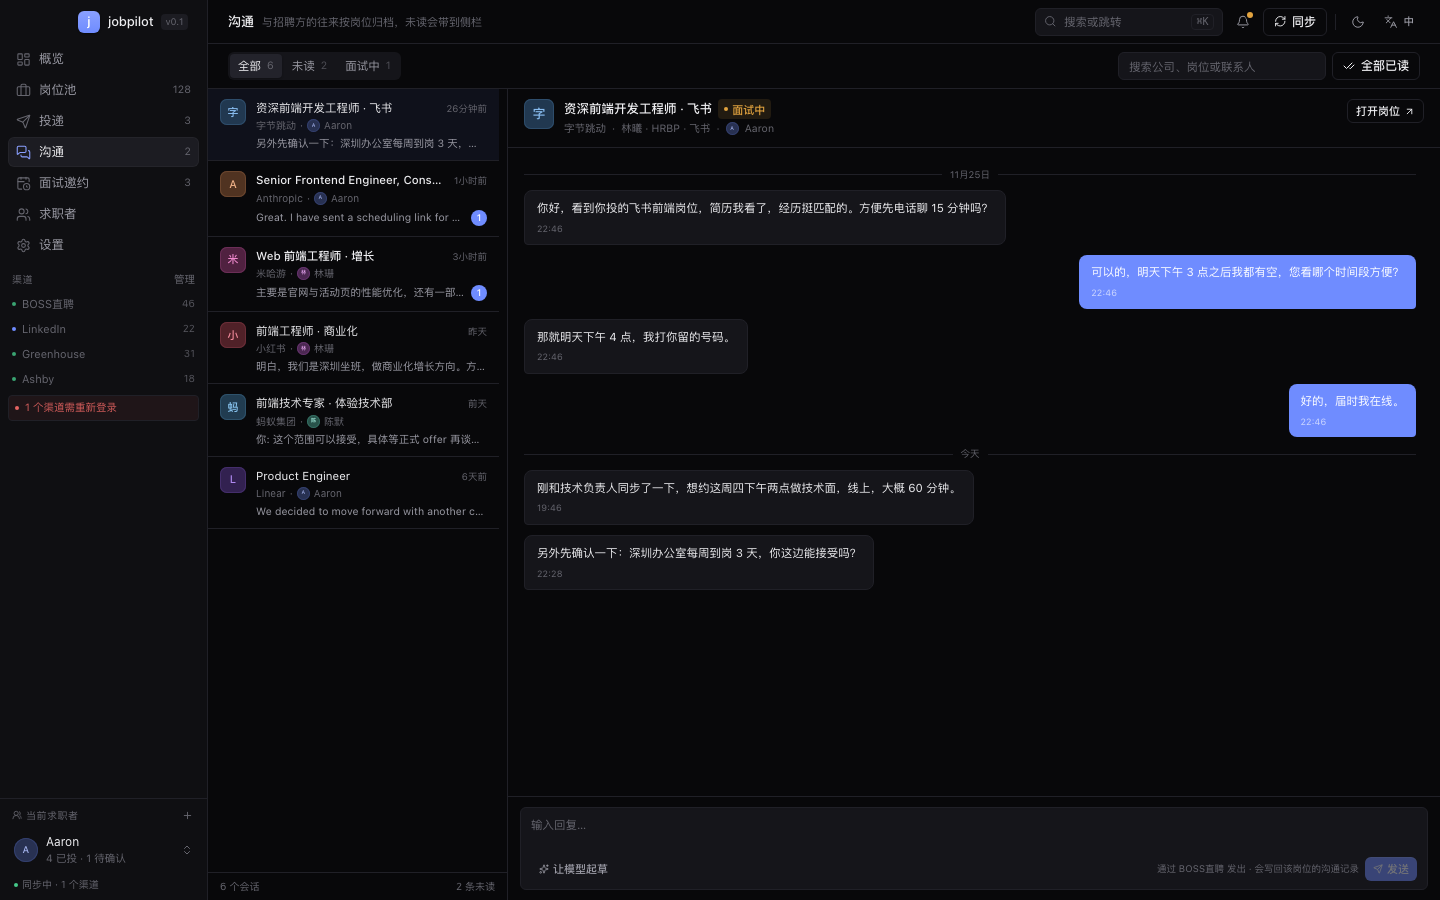 j jobpilot v0.1
概览
岗位池 128
投递 3
沟通 2
面试邀约 3
求职者
设置
渠道 管理
BOSS直聘 46
LinkedIn 22
Greenhouse 31
Ashby 18
1 个渠道需重新登录
当前求职者 +
A Aaron
4 已投 · 1 待确认
同步中 · 1 个渠道
沟通 与招聘方的往来按岗位归档，未读会带到侧栏
搜索或跳转 ⌘K
同步
中
全部 6 未读 2 面试中 1
搜索公司、岗位或联系人
全部已读
字 资深前端开发工程师 · 飞书 26分钟前
字节跳动 · A Aaron
另外先确认一下：深圳办公室每周到岗 3 天，...
A Senior Frontend Engineer, Cons... 1小时前
Anthropic · A Aaron
Great. I have sent a scheduling link for ... 1
米 Web 前端工程师 · 增长 3小时前
米哈游 · 林 林珊
主要是官网与活动页的性能优化，还有一部... 1
小 前端工程师 · 商业化 昨天
小红书 · 林 林珊
明白，我们是深圳坐班，做商业化增长方向。方...
蚂 前端技术专家 · 体验技术部 前天
蚂蚁集团 · 陈 陈默
你: 这个范围可以接受，具体等正式 offer 再谈...
L Product Engineer 6天前
Linear · A Aaron
We decided to move forward with another c...
6 个会话 2 条未读
字 资深前端开发工程师 · 飞书 面试中
字节跳动 · 林曦 · HRBP · 飞书 · A Aaron
打开岗位
11月25日
你好，看到你投的飞书前端岗位，简历我看了，经历挺匹配的。方便先电话聊 15 分钟吗？
22:46
可以的，明天下午 3 点之后我都有空，您看哪个时间段方便？
22:46
那就明天下午 4 点，我打你留的号码。
22:46
好的，届时我在线。
22:46
今天
刚和技术负责人同步了一下，想约这周四下午两点做技术面，线上，大概 60 分钟。
19:46
另外先确认一下：深圳办公室每周到岗 3 天，你这边能接受吗？
22:28
输入回复...
让模型起草
通过 BOSS直聘 发出 · 会写回该岗位的沟通记录
发送